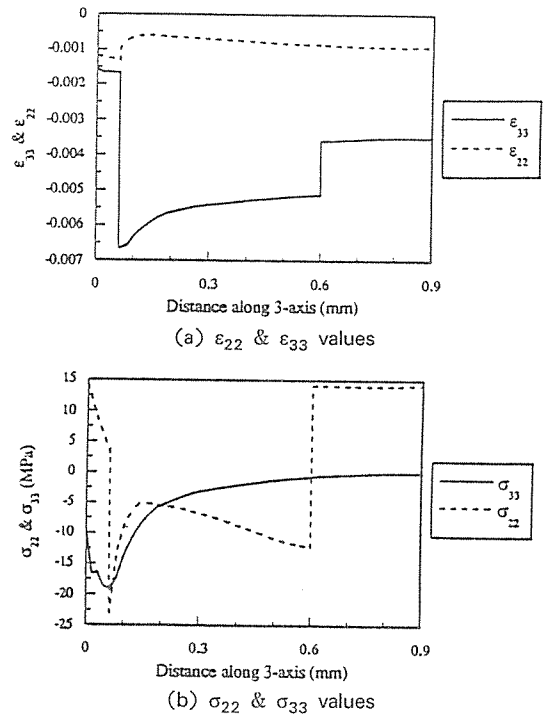 0
-0.001
-0.002
-0.003
-0.004
-0.005
-0.006
-0.007
ε33 & ε22
ε33
ε22
0 0.3 0.6 0.9
Distance along 3-axis (mm)
(a) ε22 & ε33 values
15
10
5
0
-5
-10
-15
-20
-25
σ22 & σ33 (MPa)
σ33
σ22
0 0.3 0.6 0.9
Distance along 3-axis (mm)
(b) σ22 & σ33 values